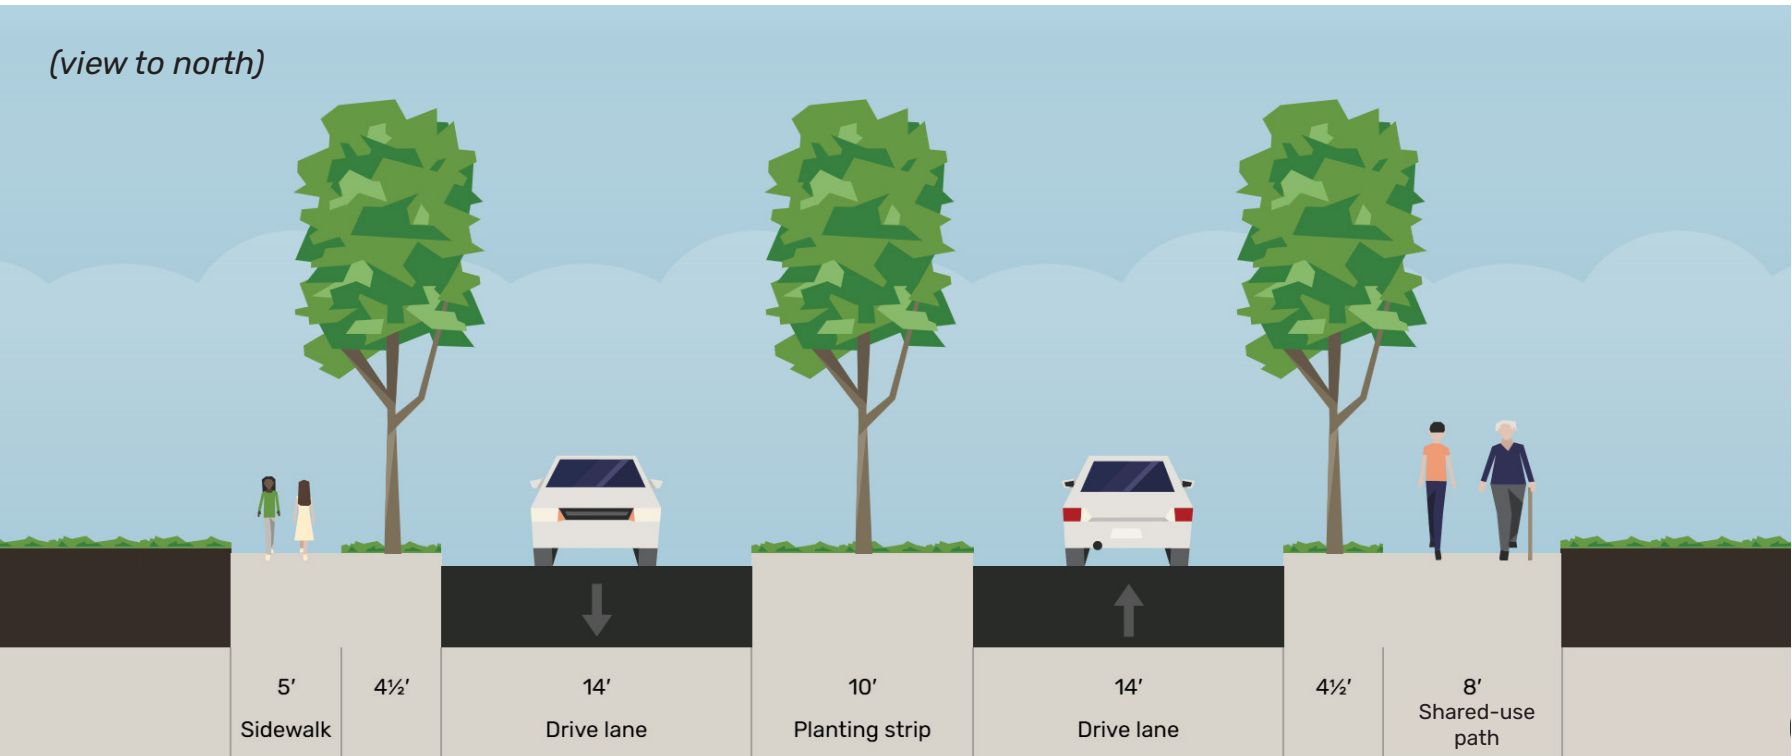 (view to north)
5′ 4½′ 14′ 10′ 14′ 4½′ 8′
Sidewalk Drive lane Planting strip Drive lane Shared-use
path